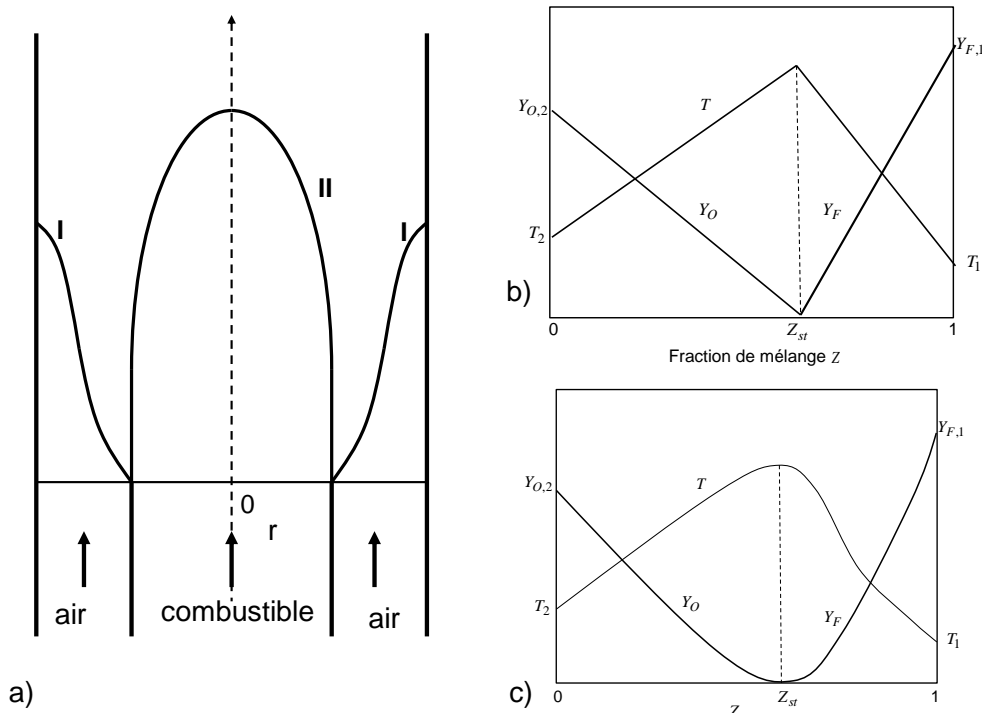 I
II
I
0
r
air
combustible
air
a)
Y_{O,2}
T_2
T
Y_O
Y_F
Y_{F,1}
T_1
b)
0
Z_{st}
1
Fraction de mélange Z
Y_{O,2}
T_2
T
Y_O
Y_F
Y_{F,1}
T_1
c)
0
Z_{st}
1
Z